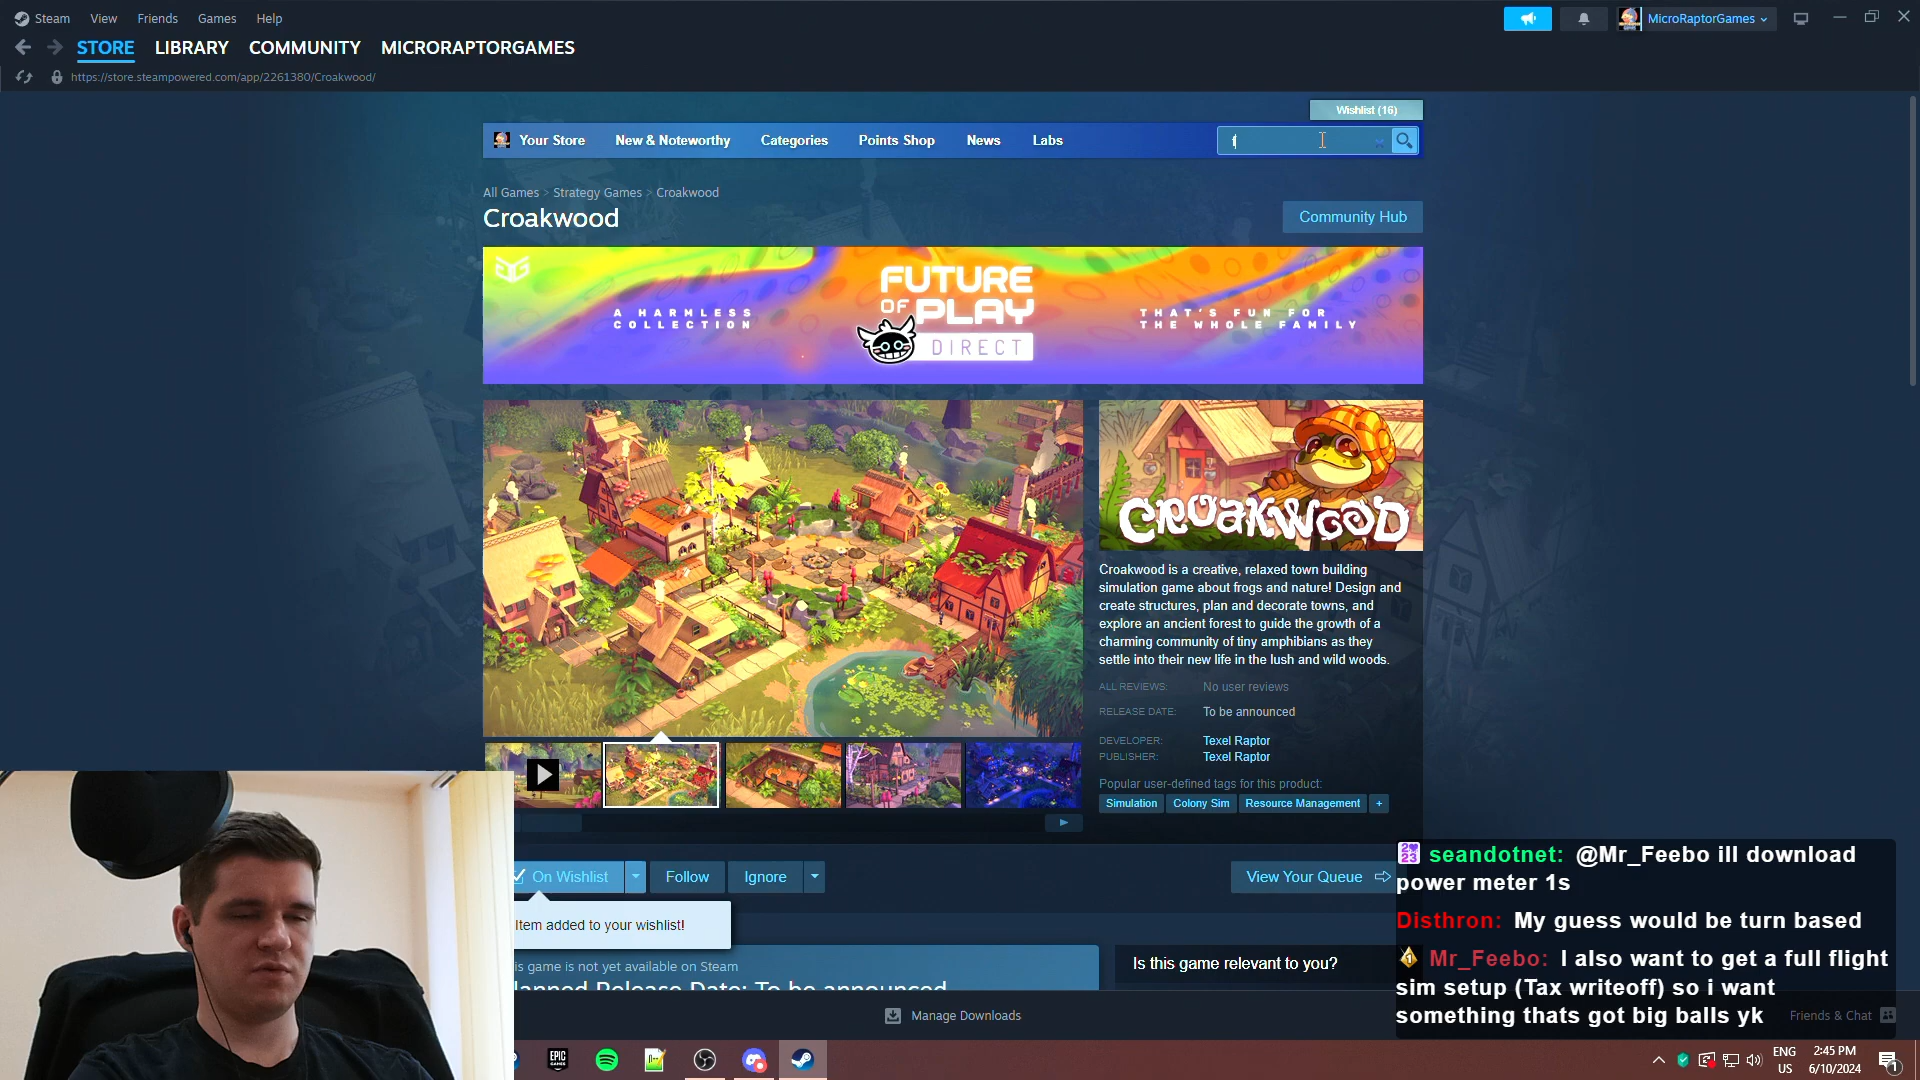 Steam View Friends Games Help
MicroRaptorGames
STORE LIBRARY COMMUNITY MICRORAPTORGAMES
https://store.steampowered.com/app/2261380/Croakwood/
Wishlist (16)
Your Store New & Noteworthy Categories Points Shop News Labs
All Games > Strategy Games > Croakwood
Croakwood
Community Hub
A HARMLESS
COLLECTION
FUTURE
OF PLAY
DIRECT
THAT'S FUN FOR
THE WHOLE FAMILY
CROAKWOOD
Croakwood is a creative, relaxed town building
simulation game about frogs and nature! Design and
create structures, plan and decorate towns, and
explore an ancient forest to guide the growth of a
charming community of tiny amphibians as they
settle into their new life in the lush and wild woods.
ALL REVIEWS: No user reviews
RELEASE DATE: To be announced
DEVELOPER: Texel Raptor
PUBLISHER: Texel Raptor
Popular user-defined tags for this product:
Simulation Colony Sim Resource Management +
On Wishlist Follow Ignore View Your Queue
Item added to your wishlist!
is game is not yet available on Steam
lanned Release Date: To be announced
Is this game relevant to you?
seandotnet: @Mr_Feebo ill download
power meter 1s
Disthron: My guess would be turn based
Mr_Feebo: I also want to get a full flight
sim setup (Tax writeoff) so i want
something thats got big balls yk
Manage Downloads
Friends & Chat
EPIC
GAMES
ENG
US
2:45 PM
6/10/2024
1